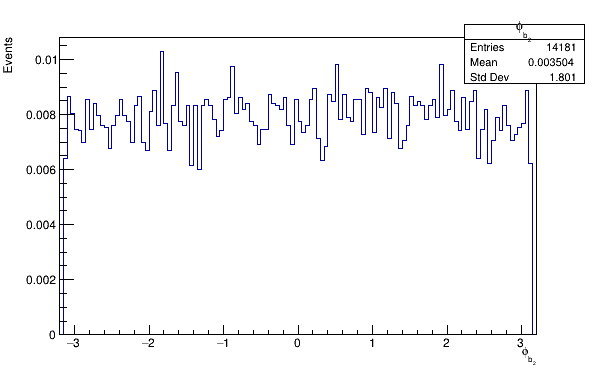 ϕb2
Entries 14181
Mean 0.003504
Std Dev 1.801
Events
0.01
0.008
0.006
0.004
0.002
0
−3 −2 −1 0 1 2 3
ϕb2